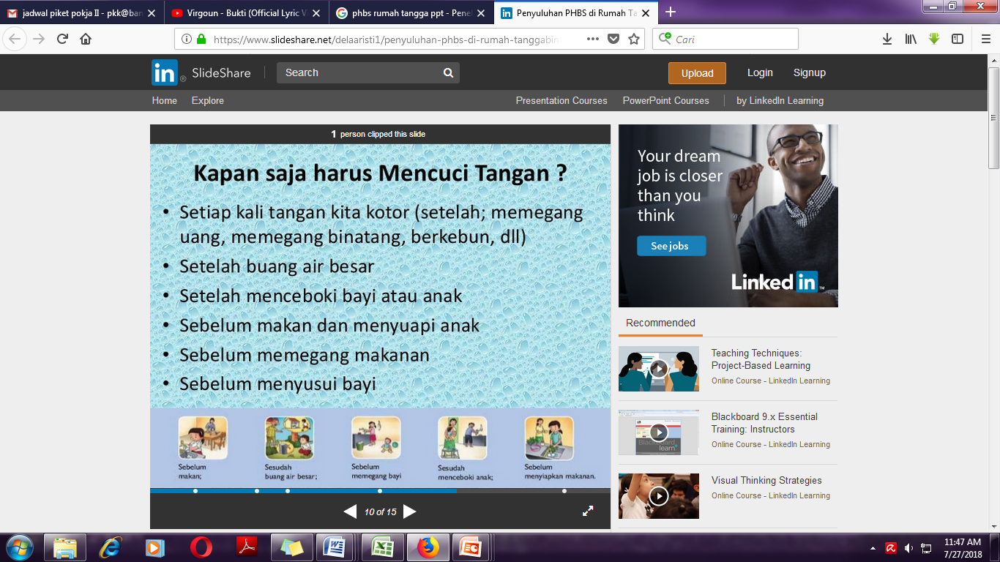 jadwal piket pokja II - pkk@ban
Virgoun - Bukti (Official Lyric V
phbs rumah tangga ppt - Penel
Penyuluhan PHBS di Rumah Ta
https://www.slideshare.net/delaaristi1/penyuluhan-phbs-di-rumah-tanggabin
Cari
in SlideShare
Search
Upload
Login
Signup
Home
Explore
Presentation Courses
PowerPoint Courses
by LinkedIn Learning
1 person clipped this slide
Kapan saja harus Mencuci Tangan ?
• Setiap kali tangan kita kotor (setelah; memegang
uang, memegang binatang, berkebun, dll)
• Setelah buang air besar
• Setelah menceboki bayi atau anak
• Sebelum makan dan menyuapi anak
• Sebelum memegang makanan
• Sebelum menyusui bayi
Sebelum
makan;
Sesudah
buang air besar;
Sebelum
memegang bayi
Sesudah
menceboki anak;
Sebelum
menyiapkan makanan.
10 of 15
Your dream
job is closer
than you
think
See jobs
Linked in
Recommended
Teaching Techniques:
Project-Based Learning
Online Course - LinkedIn Learning
Blackboard 9.x Essential
Training: Instructors
Online Course - LinkedIn Learning
Blackboard
learn
Visual Thinking Strategies
Online Course - LinkedIn Learning
11:47 AM
7/27/2018